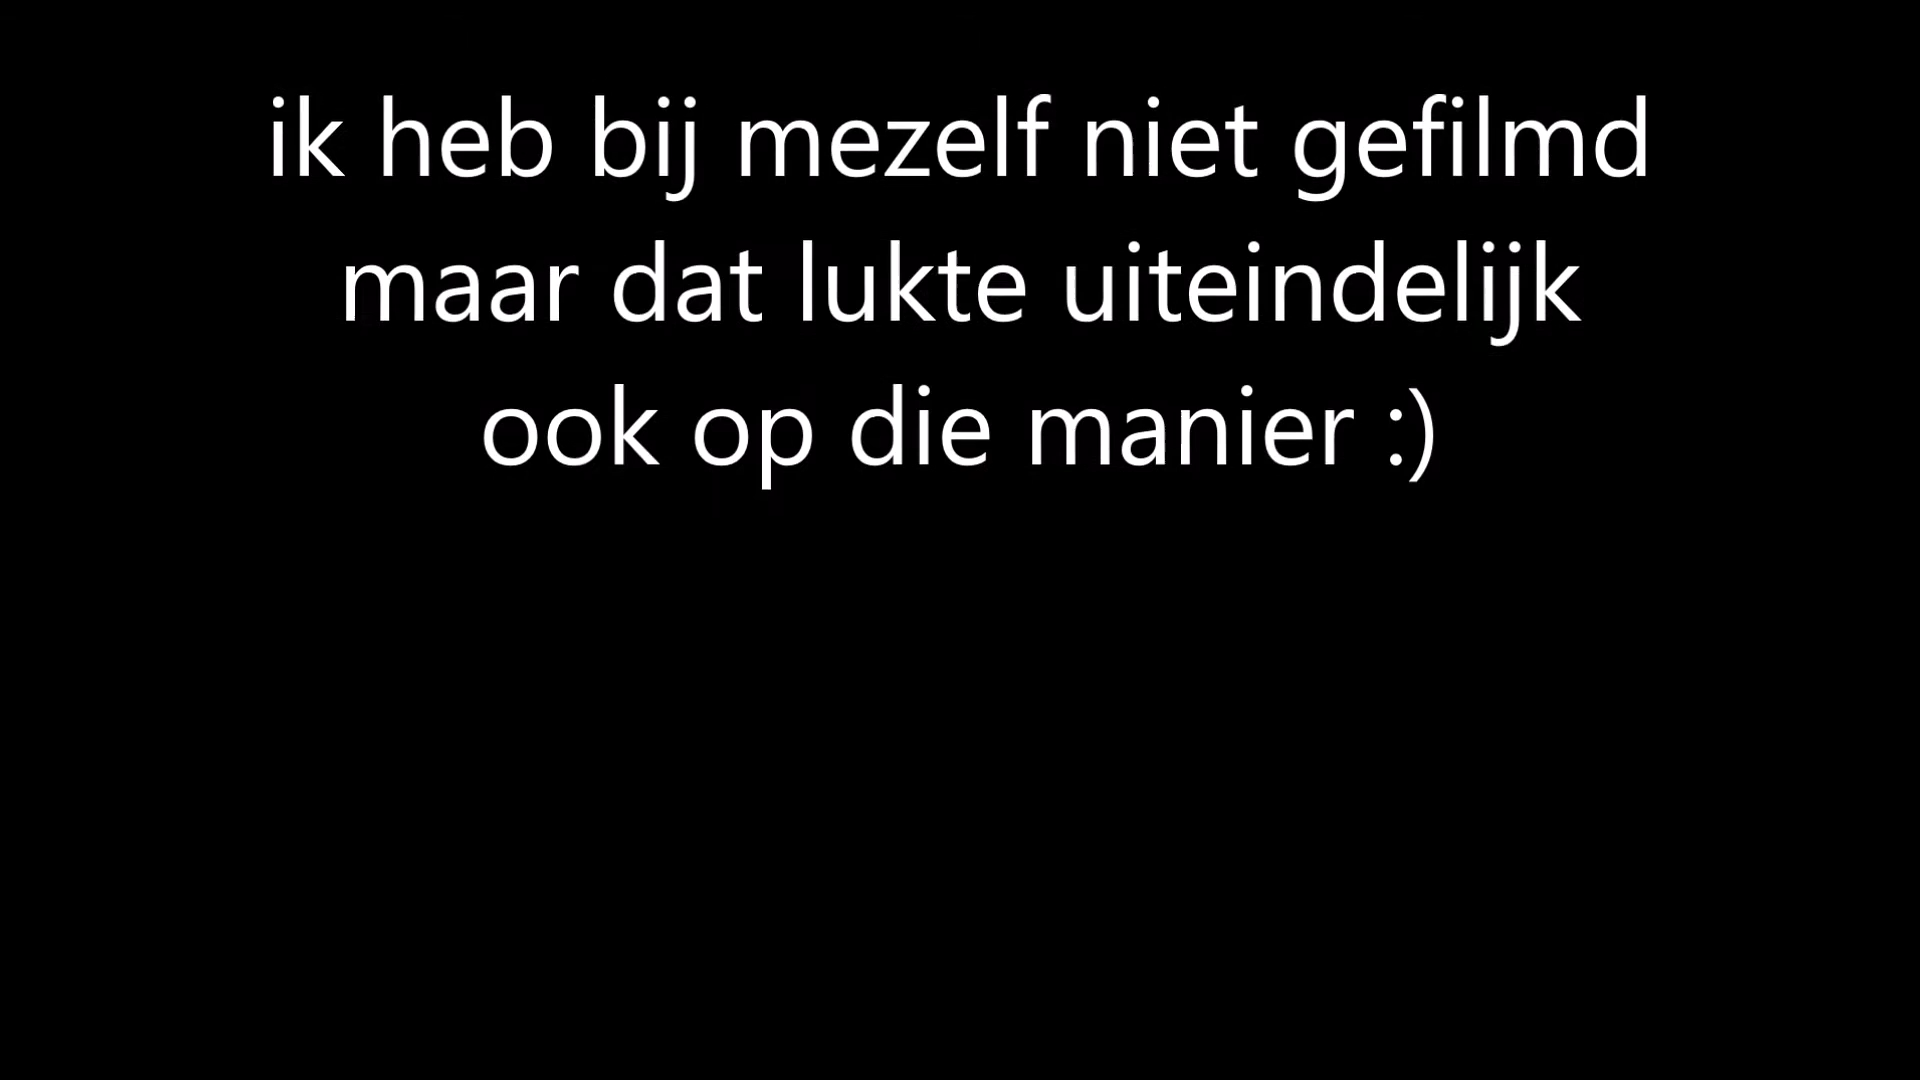 ik heb bij mezelf niet gefilmd
maar dat lukte uiteindelijk
ook op die manier :)